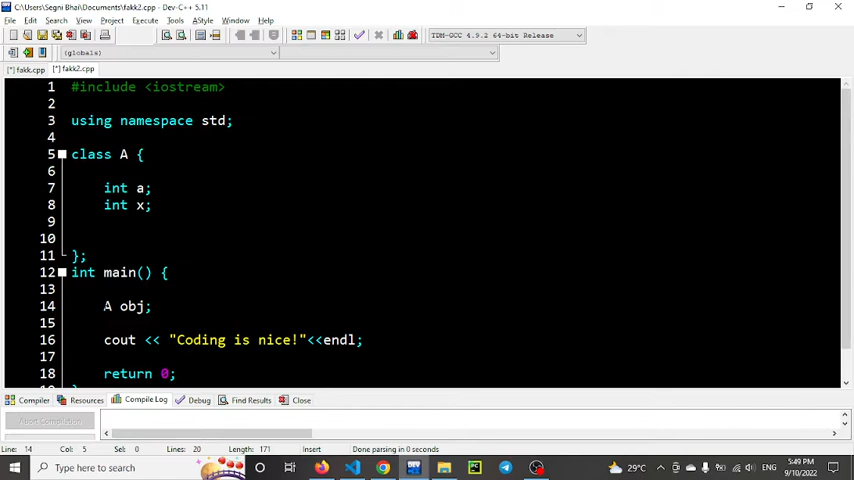 C:\Users\Segni Bhai\Documents\fakk2.cpp - Dev-C++ 5.11
File Edit Search View Project Execute Tools AStyle Window Help
TDM-GCC 4.9.2 64-bit Release
(globals)
[*] fakk.cpp [*] fakk2.cpp
1 #include <iostream>
2
3 using namespace std;
4
5 class A {
6
7 int a;
8 int x;
9
10
11 };
12 int main() {
13
14 A obj;
15
16 cout << "Coding is nice!"<<endl;
17
18 return 0;
Compiler Resources Compile Log Debug Find Results Close
Abort Compilation
Line: 14 Col: 5 Sel: 0 Lines: 20 Length: 171 Insert Done parsing in 0 seconds
Type here to search
29°C ENG 5:49 PM
9/10/2022